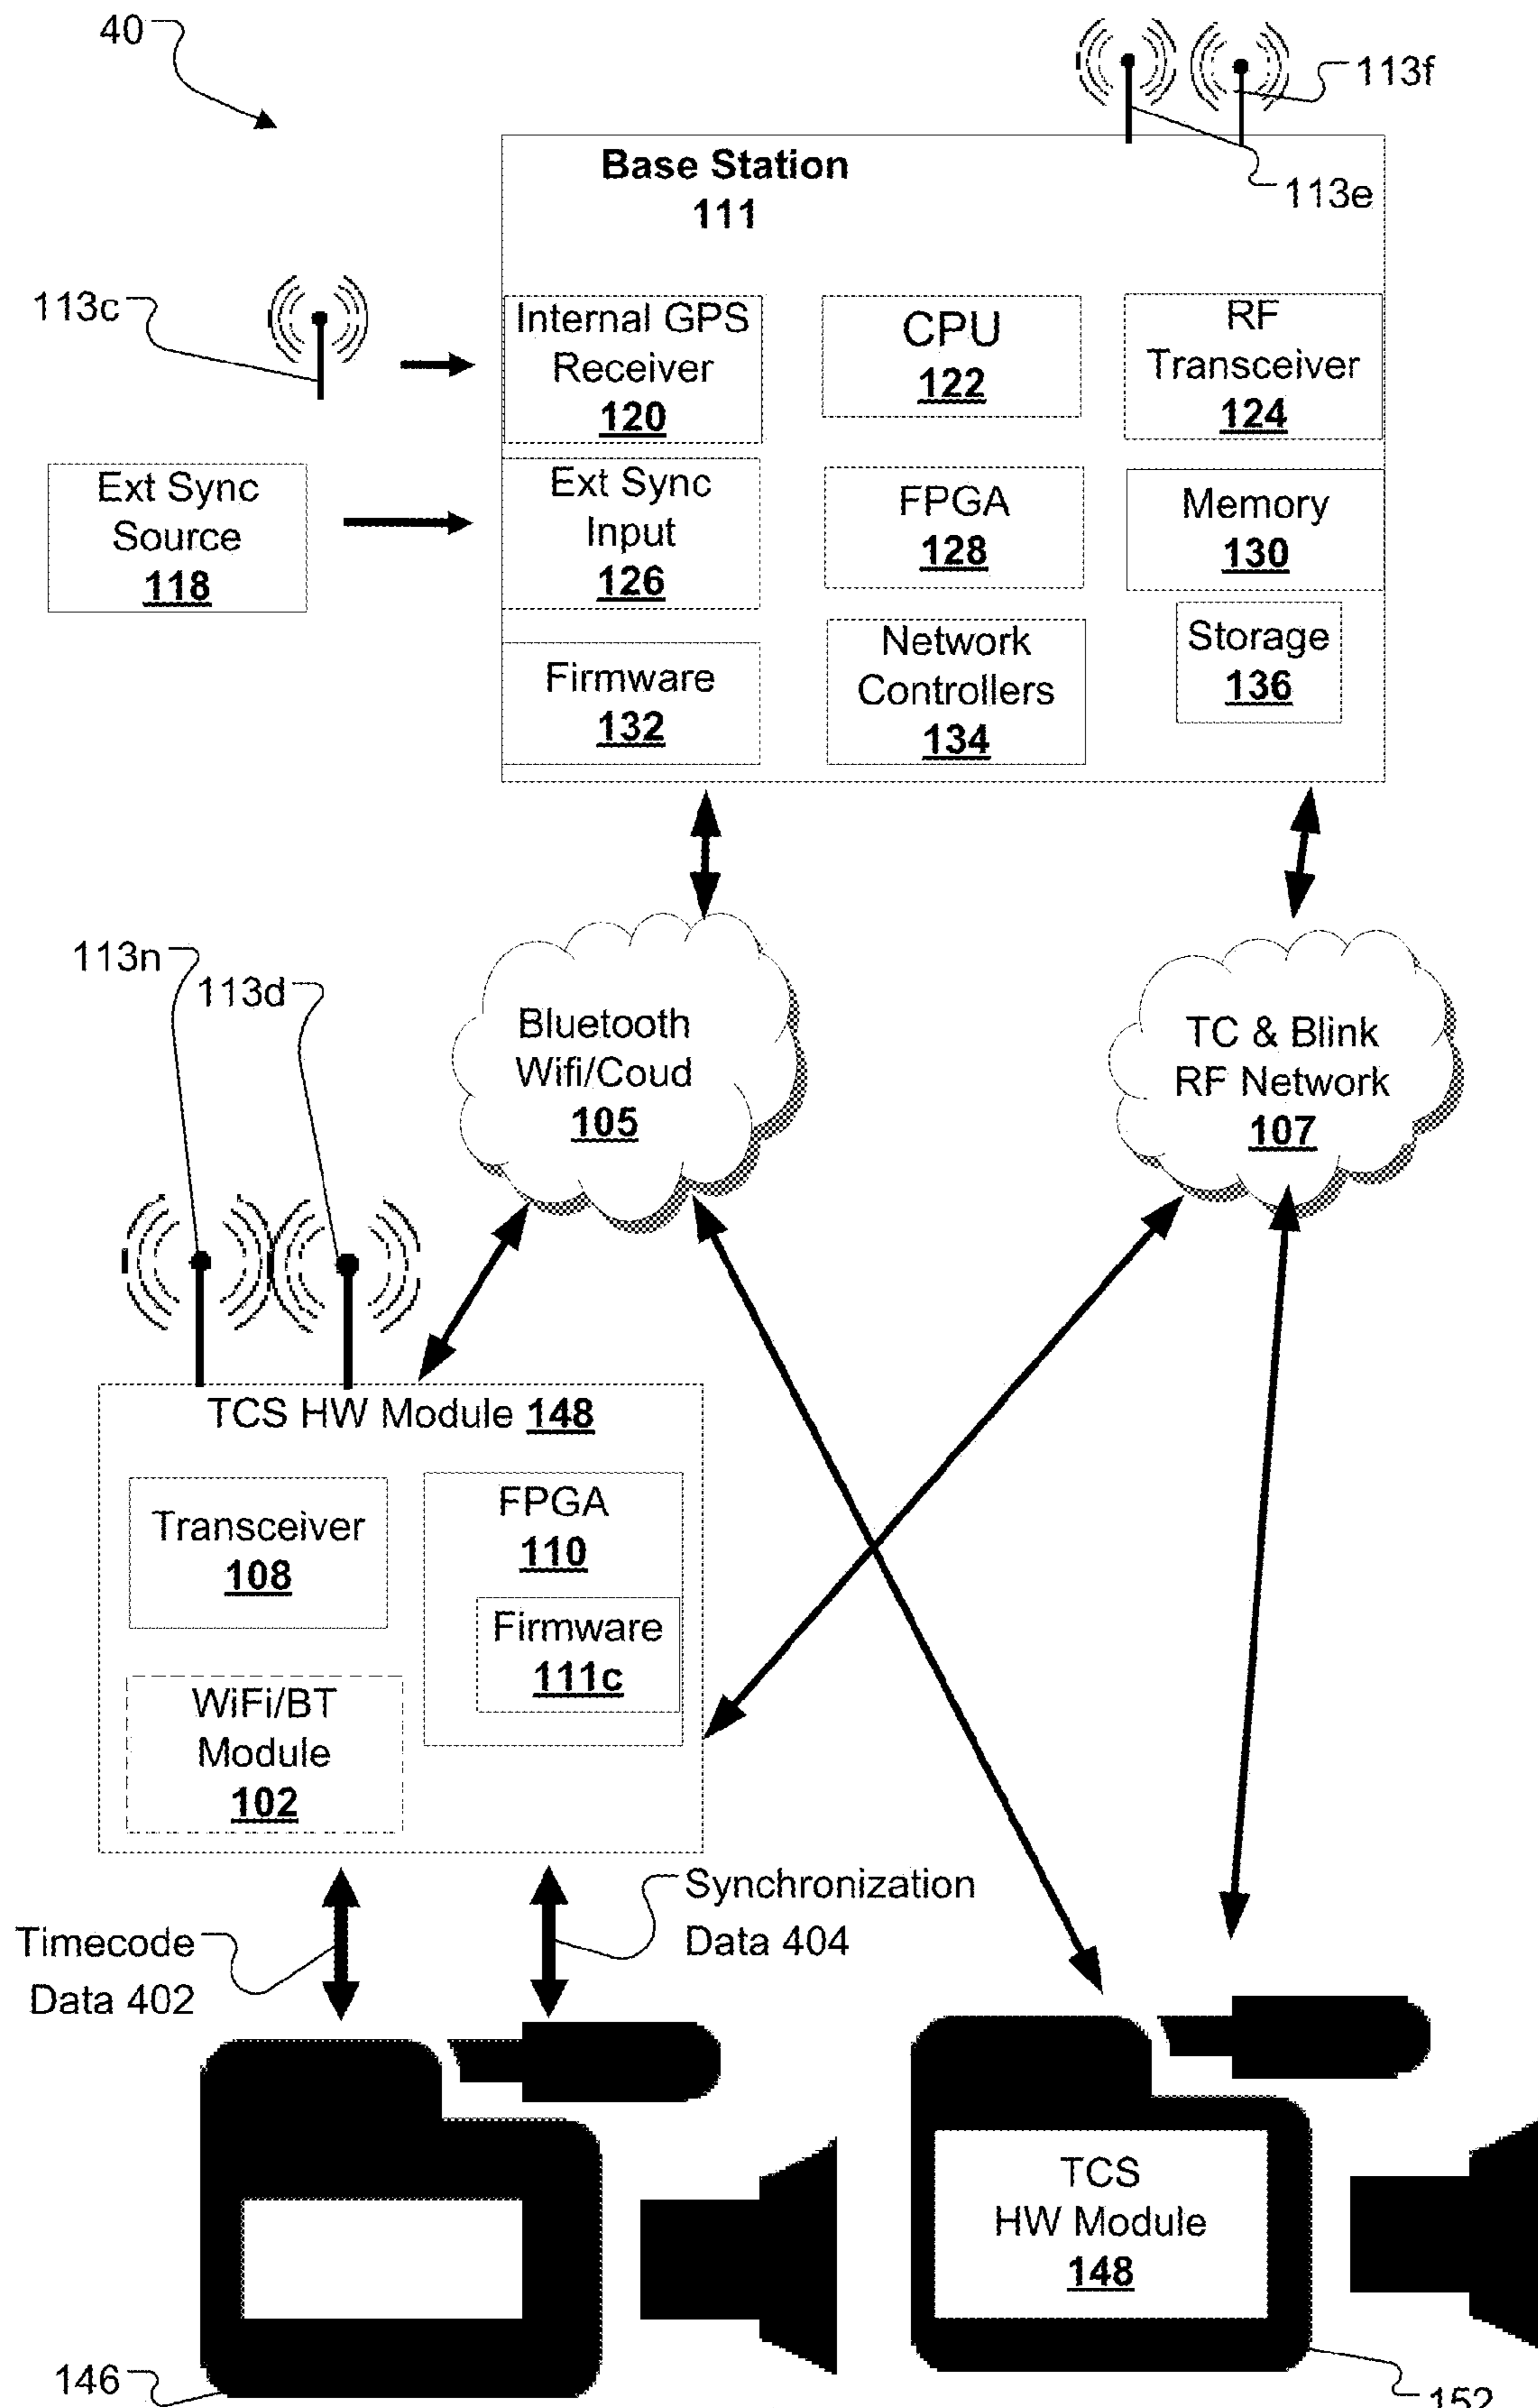 40
113f
Base Station
111
113e
113c
Internal GPS
Receiver
120
CPU
122
RF
Transceiver
124
Ext Sync
Source
118
Ext Sync
Input
126
FPGA
128
Memory
130
Firmware
132
Network
Controllers
134
Storage
136
113n
113d
Bluetooth
Wifi/Coud
105
TC & Blink
RF Network
107
TCS HW Module 148
Transceiver
108
FPGA
110
Firmware
111c
WiFi/BT
Module
102
Timecode
Data 402
Synchronization
Data 404
TCS
HW Module
148
146
152